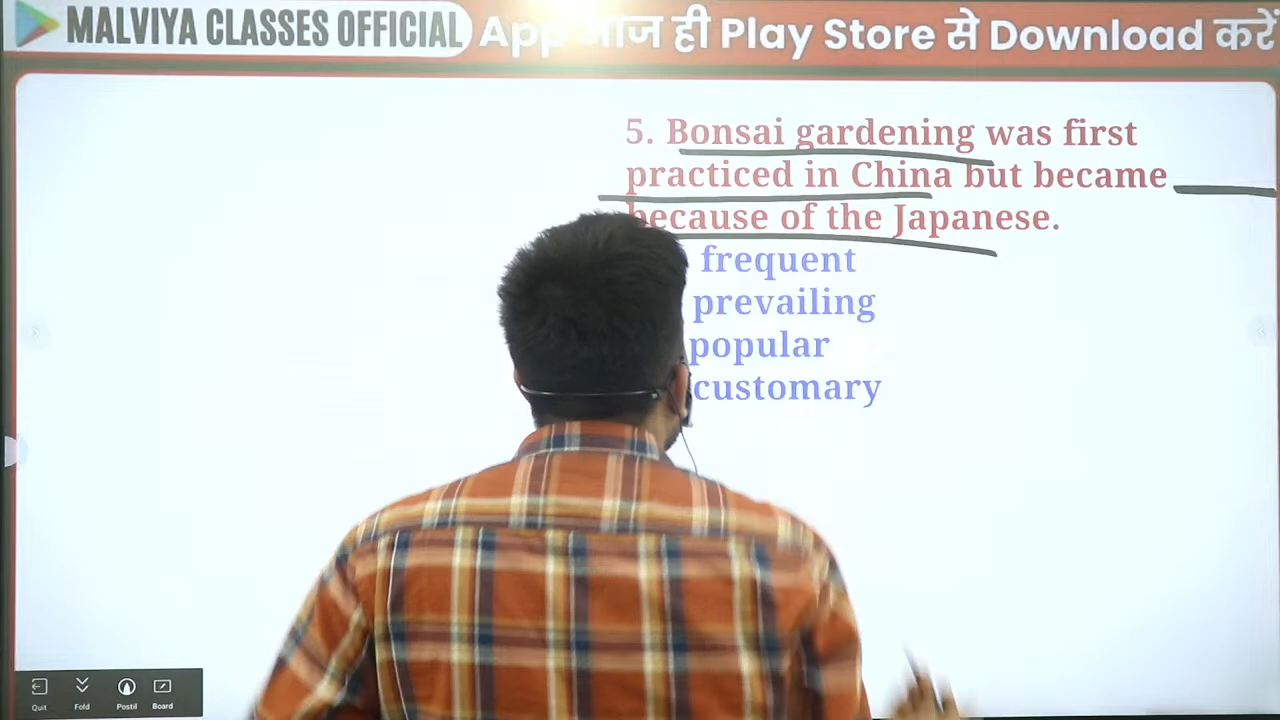 MALVIYA CLASSES OFFICIAL App ही Play Store से Download करें
5. Bonsai gardening was first
practiced in China but became
because of the Japanese.
frequent
prevailing
popular
customary
Quit Fold Postil Board